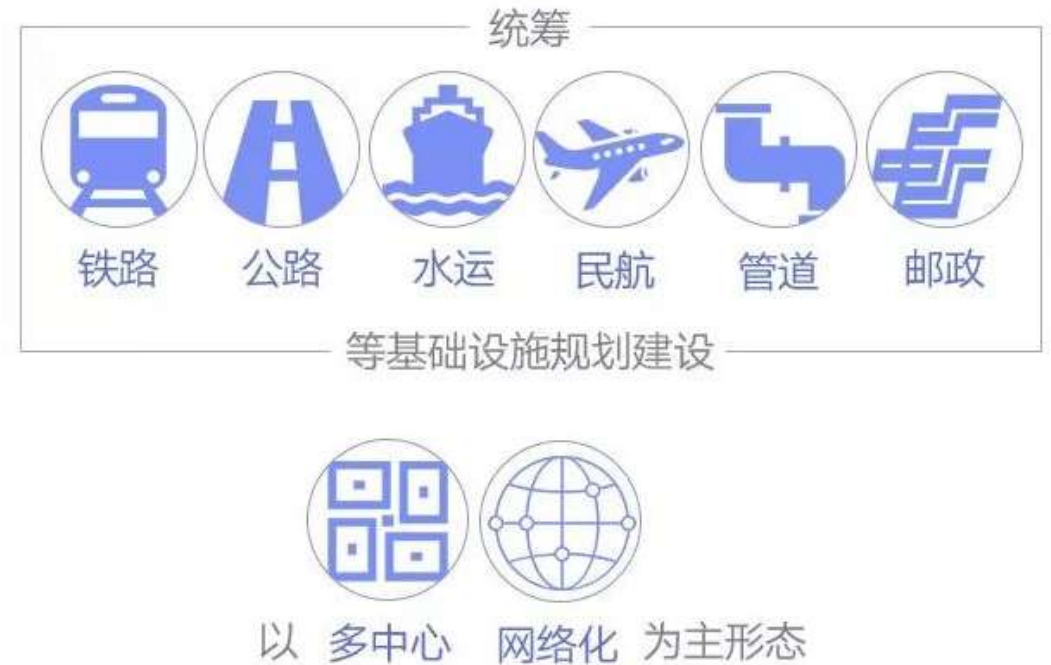 统筹
铁路 公路 水运 民航 管道 邮政
等基础设施规划建设
以 多中心 网络化 为主形态